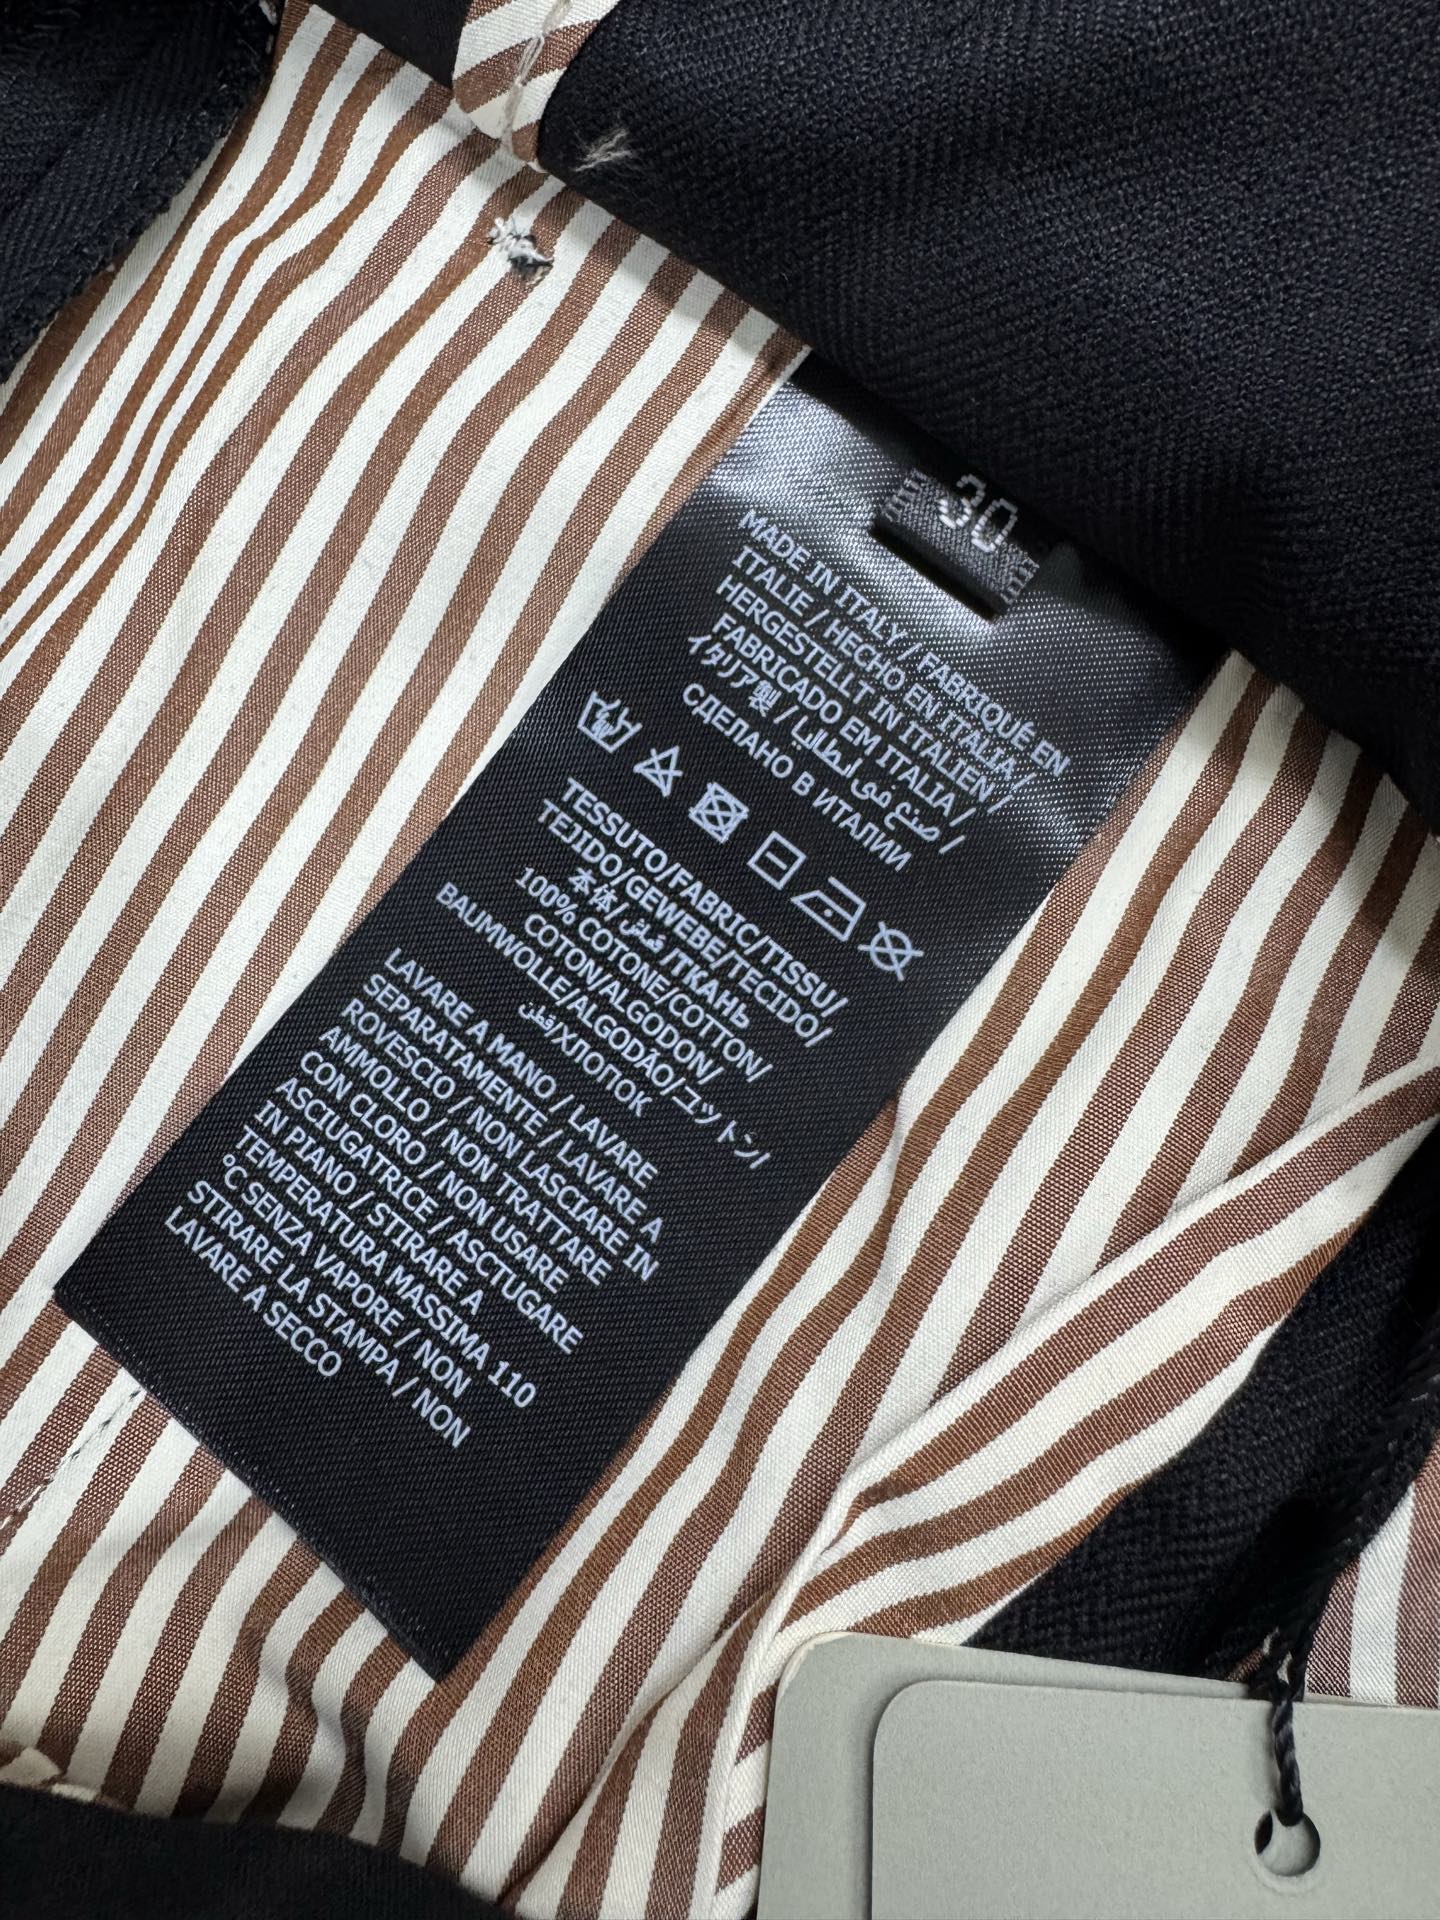 30
MADE IN ITALY / FABRIQUÉ EN
ITALIE / HECHO EN ITALIA /
HERGESTELLT IN ITALIEN /
FABRICADO EM ITALIA /
イタリア製 / صنع في ايطاليا /
СДЕЛАНО В ИТАЛИИ
TESSUTO/FABRIC/TISSU/
TEJIDO/GEWEBE/TECIDO/
本体/قماش/ТКАНЬ
100% COTONE/COTTON/
COTON/ALGODON/
BAUMWOLLE/ALGODÃO/コットン/
قطن/ХЛОПОК
LAVARE A MANO / LAVARE
SEPARATAMENTE / LAVARE A
ROVESCIO / NON LASCIARE IN
AMMOLLO / NON TRATTARE
CON CLORO / NON USARE
ASCIUGATRICE / ASCTUGARE
IN PIANO / STIRARE A
TEMPERATURA MASSIMA 110
°C SENZA VAPORE / NON
STIRARE LA STAMPA / NON
LAVARE A SECCO